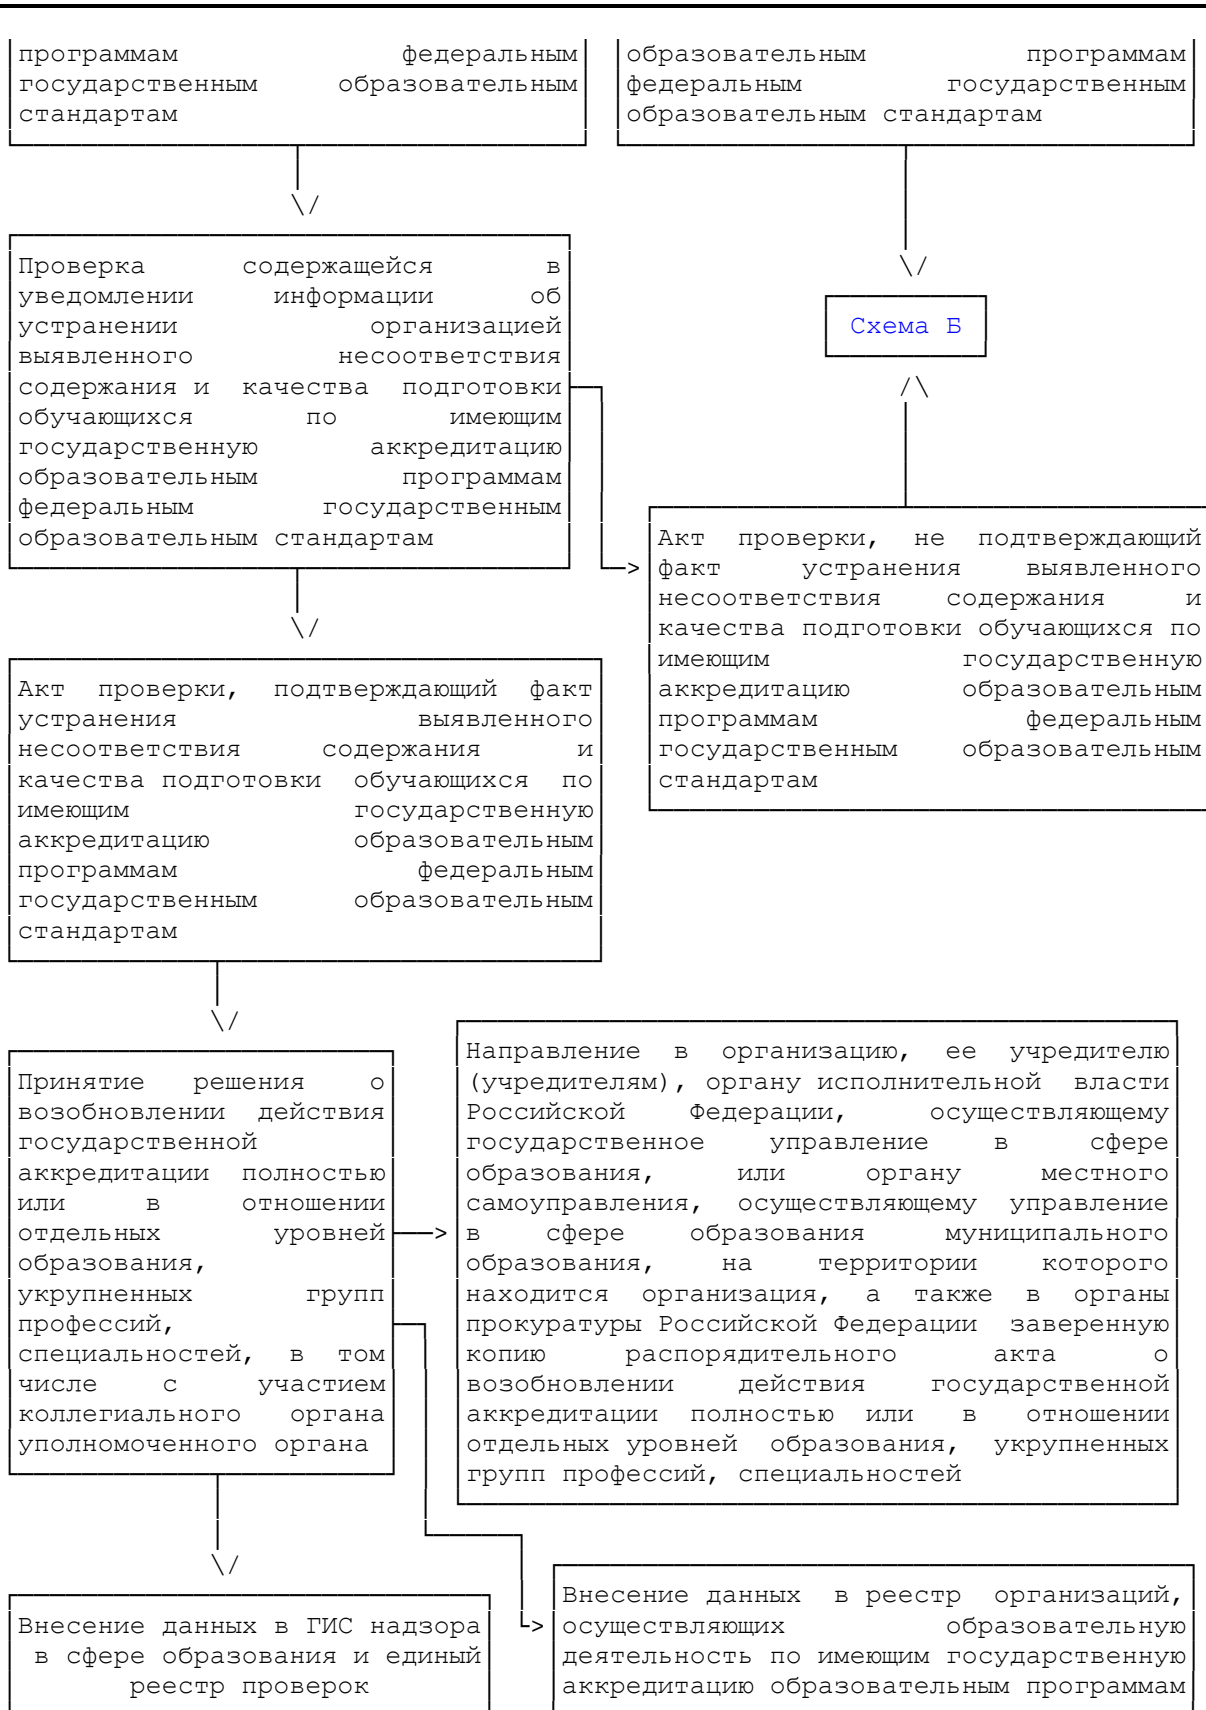 программам федеральным
государственным образовательным
стандартам
образовательным программам
федеральным государственным
образовательным стандартам
Проверка содержащейся в
уведомлении информации об
устранении организацией
выявленного несоответствия
содержания и качества подготовки
обучающихся по имеющим
государственную аккредитацию
образовательным программам
федеральным государственным
образовательным стандартам
Схема Б
Акт проверки, не подтверждающий
факт устранения выявленного
несоответствия содержания и
качества подготовки обучающихся по
имеющим государственную
аккредитацию образовательным
программам федеральным
государственным образовательным
стандартам
Акт проверки, подтверждающий факт
устранения выявленного
несоответствия содержания и
качества подготовки обучающихся по
имеющим государственную
аккредитацию образовательным
программам федеральным
государственным образовательным
стандартам
Принятие решения о
возобновлении действия
государственной
аккредитации полностью
или в отношении
отдельных уровней
образования,
укрупненных групп
профессий,
специальностей, в том
числе с участием
коллегиального органа
уполномоченного органа
Направление в организацию, ее учредителю
(учредителям), органу исполнительной власти
Российской Федерации, осуществляющему
государственное управление в сфере
образования, или органу местного
самоуправления, осуществляющему управление
в сфере образования муниципального
образования, на территории которого
находится организация, а также в органы
прокуратуры Российской Федерации заверенную
копию распорядительного акта о
возобновлении действия государственной
аккредитации полностью или в отношении
отдельных уровней образования, укрупненных
групп профессий, специальностей
Внесение данных в ГИС надзора
в сфере образования и единый
реестр проверок
Внесение данных в реестр организаций,
осуществляющих образовательную
деятельность по имеющим государственную
аккредитацию образовательным программам